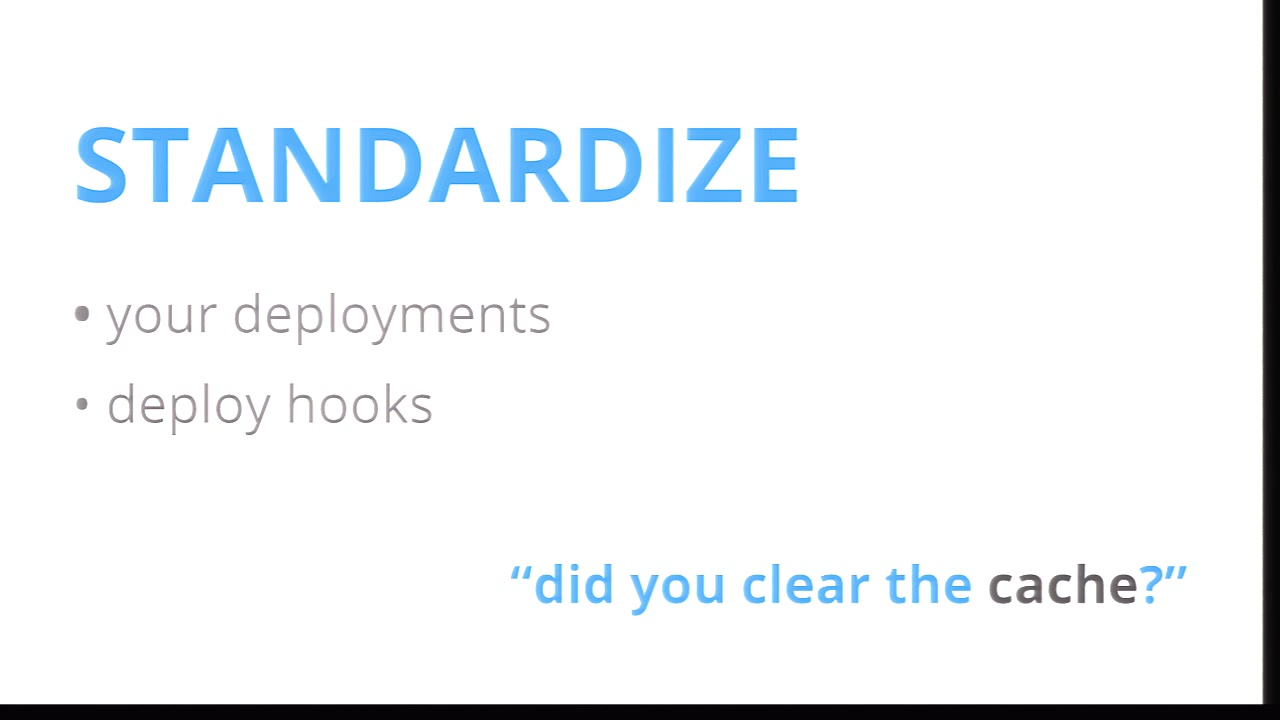 STANDARDIZE
• your deployments
• deploy hooks
“did you clear the cache?”